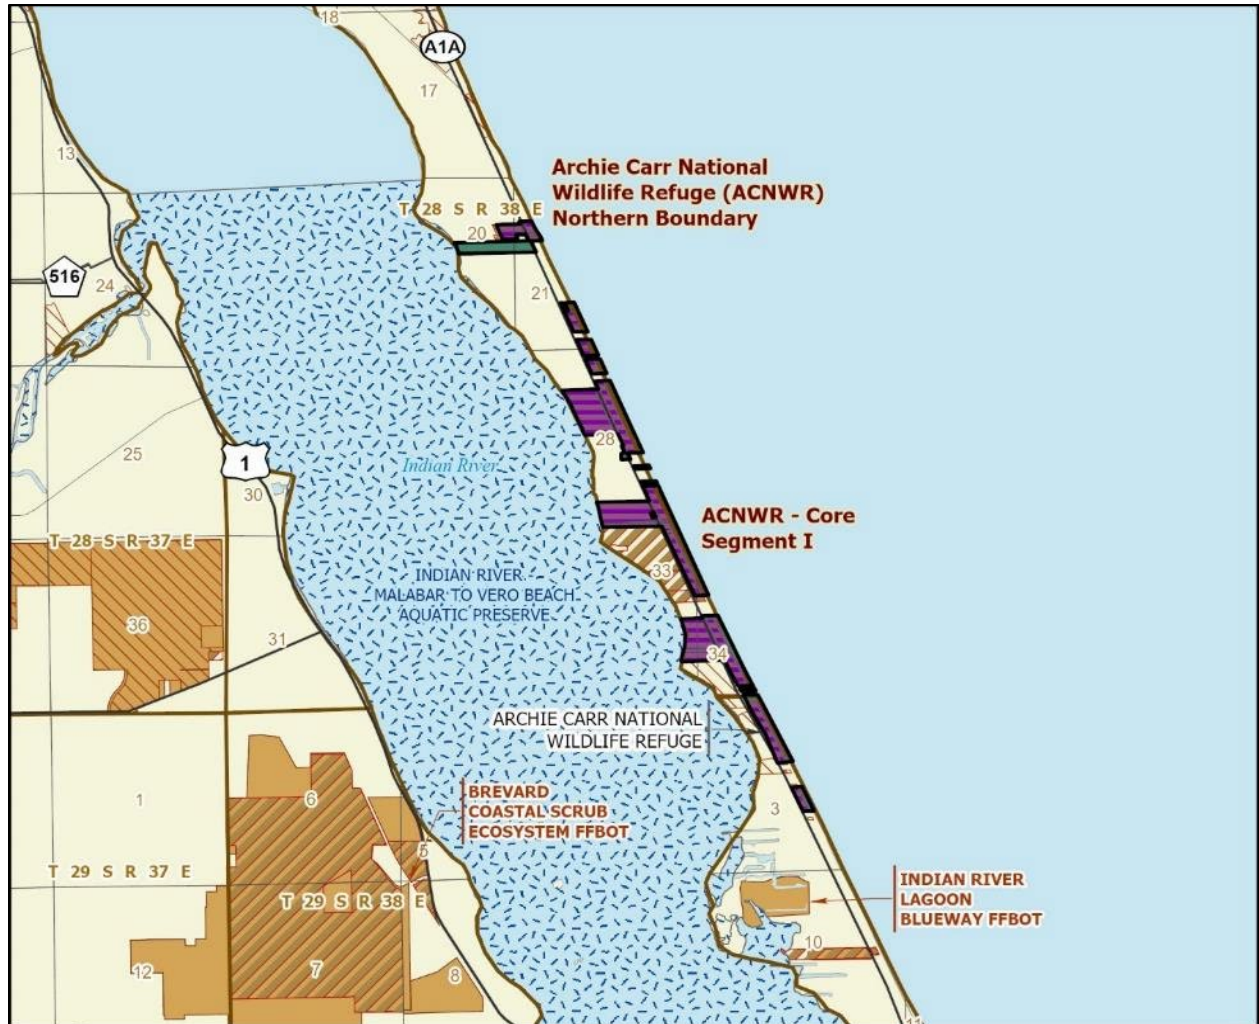 18
A1A
17
13
Archie Carr National
Wildlife Refuge (ACNWR)
Northern Boundary
T 28 S R 38 E
20
516
24
21
28
25
1
30
Indian River
ACNWR - Core
Segment I
T 28 S R 37 E
33
INDIAN RIVER -
MALABAR TO VERO BEACH
AQUATIC PRESERVE
36
31
34
ARCHIE CARR NATIONAL
WILDLIFE REFUGE
BREVARD
COASTAL SCRUB
ECOSYSTEM FFBOT
1
6
3
5
T 29 S R 37 E
T 29 S R 38 E
INDIAN RIVER
LAGOON
BLUEWAY FFBOT
10
12
7
8
11